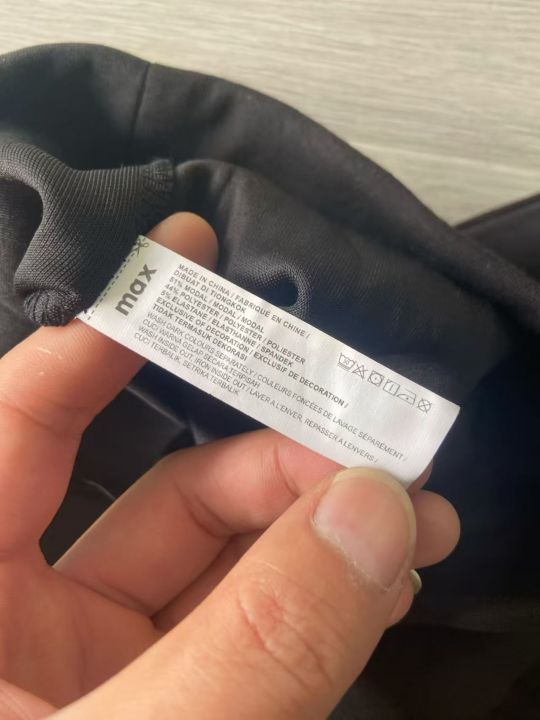 max
MADE IN CHINA / FABRIQUE EN CHINE /
DIBUAT DI TIONGKOK
51% MODAL / MODAL / MODAL
44% POLYESTER / POLYESTER / POLIESTER
5% ELASTANE / ELASTHANNE / SPANDEK
EXCLUSIVE OF DECORATION / EXCLUSIF DE DECORATION /
TIDAK TERMASUK DEKORASI
WASH DARK COLOURS SEPARATELY / COULEURS FONCÉES DE LAVAGE SÉPARÉMENT /
CUCI WARNA GELAP SECARA TERPISAH
WASH INSIDE OUT, IRON INSIDE OUT / LAVER A L'ENVER, REPASSER A L'ENVERS /
CUCI TERBALIK, SETRIKA TERBALIK